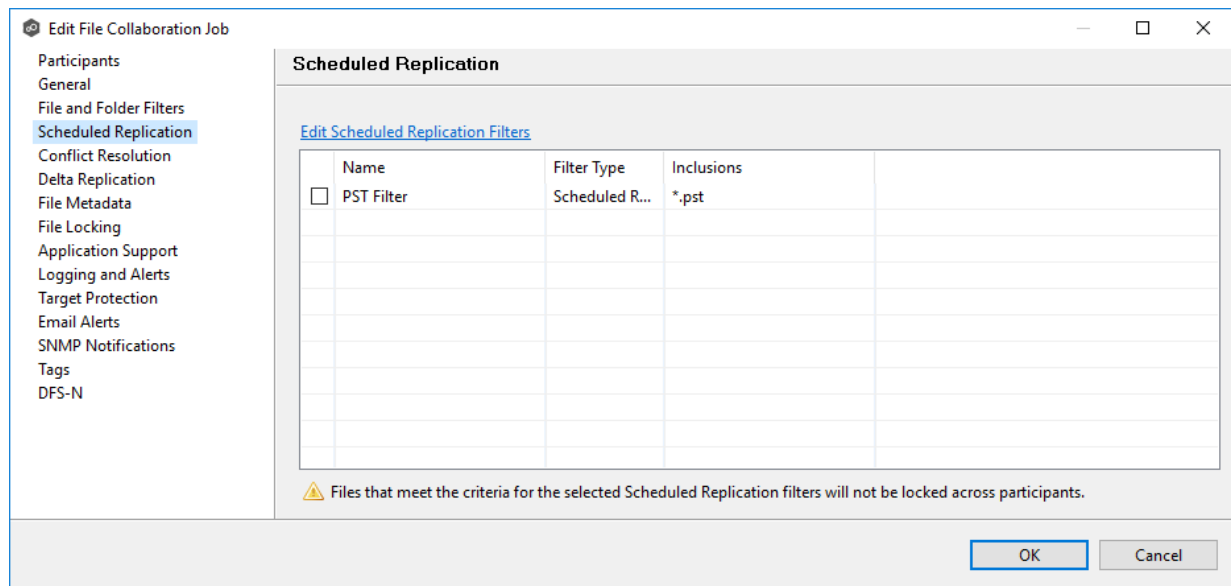 Edit File Collaboration Job
Participants
General
File and Folder Filters
Scheduled Replication
Conflict Resolution
Delta Replication
File Metadata
File Locking
Application Support
Logging and Alerts
Target Protection
Email Alerts
SNMP Notifications
Tags
DFS-N
Scheduled Replication
Edit Scheduled Replication Filters
Name Filter Type Inclusions
PST Filter Scheduled R... *.pst
Files that meet the criteria for the selected Scheduled Replication filters will not be locked across participants.
OK Cancel